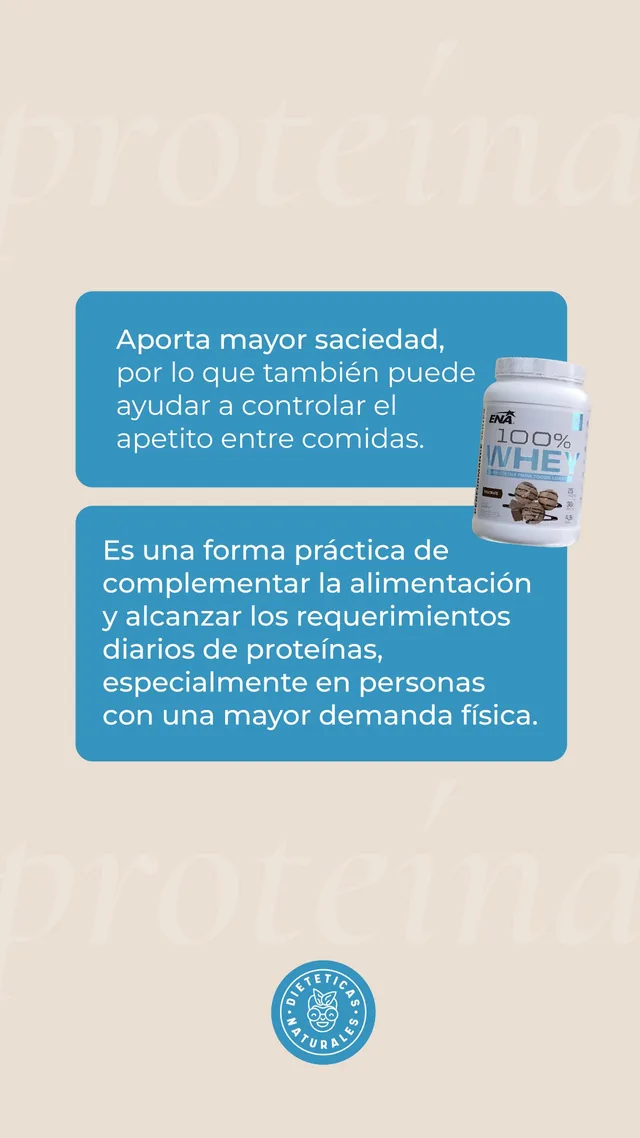 proteína
Aporta mayor saciedad,
por lo que también puede
ayudar a controlar el
apetito entre comidas.
ENA
100%
WHEY
Es una forma práctica de
complementar la alimentación
y alcanzar los requerimientos
diarios de proteínas,
especialmente en personas
con una mayor demanda física.
proteína
DIETETICAS
NATURALES